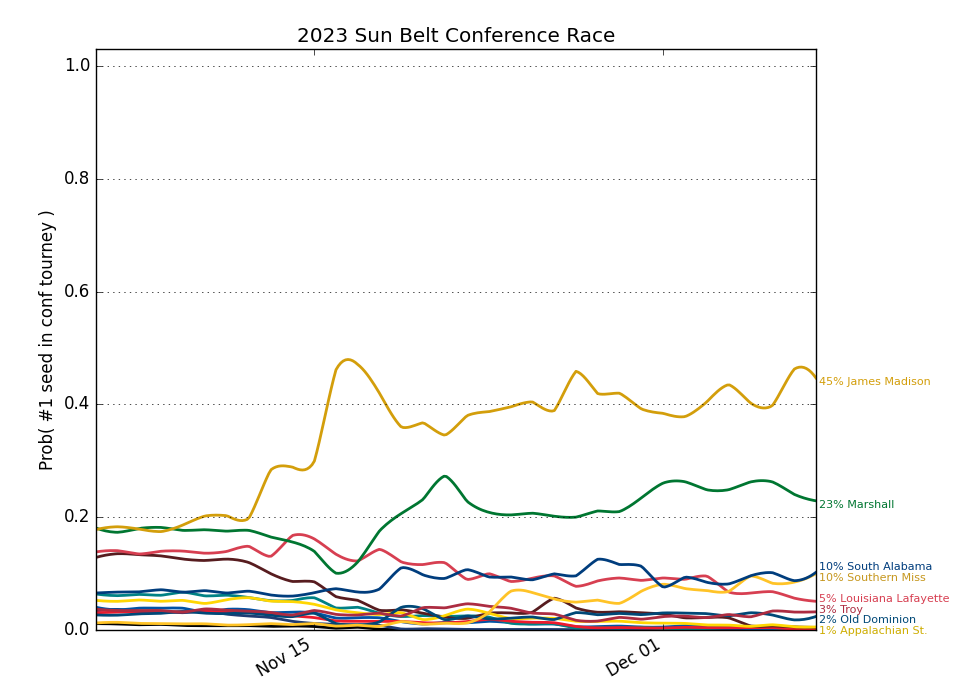 2023 Sun Belt Conference Race
Prob( #1 seed in conf tourney )
1.0
0.8
0.6
0.4
0.2
0.0
Nov 15
Dec 01
45% James Madison
23% Marshall
10% South Alabama
10% Southern Miss
5% Louisiana Lafayette
3% Troy
2% Old Dominion
1% Appalachian St.